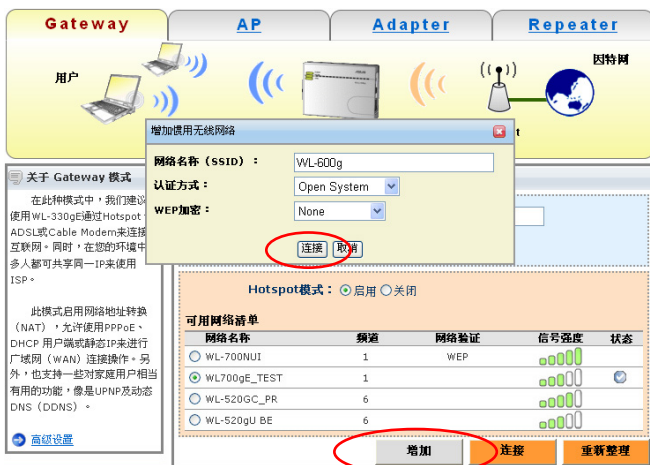 Gateway
AP
Adapter
Repeater
用户
因特网
t
增加惯用无线网络
网络名称（SSID）：
WL-600g
认证方式：
Open System
WEP加密：
None
连接
取消
关于 Gateway 模式
在此种模式中，我们建议
使用WL-330gE通过Hotspot
ADSL或Cable Modem来连接
互联网。同时，在您的环境中
多人都可共享同一IP来使用
ISP。
此模式启用网络地址转换
（NAT），允许使用PPPoE、
DHCP 用户端或静态IP来进行
广域网（WAN）连接操作。另
外，也支持一些对家庭用户相当
有用的功能，像是UPNP及动态
DNS（DDNS）。
高级设置
Hotspot模式：
启用
关闭
可用网络清单
网络名称 频道 网络验证 信号强度 状态
WL-700NUI 1 WEP
WL700gE_TEST 1
WL-520GC_PR 6
WL-520gU BE 6
增加
连接
重新整理